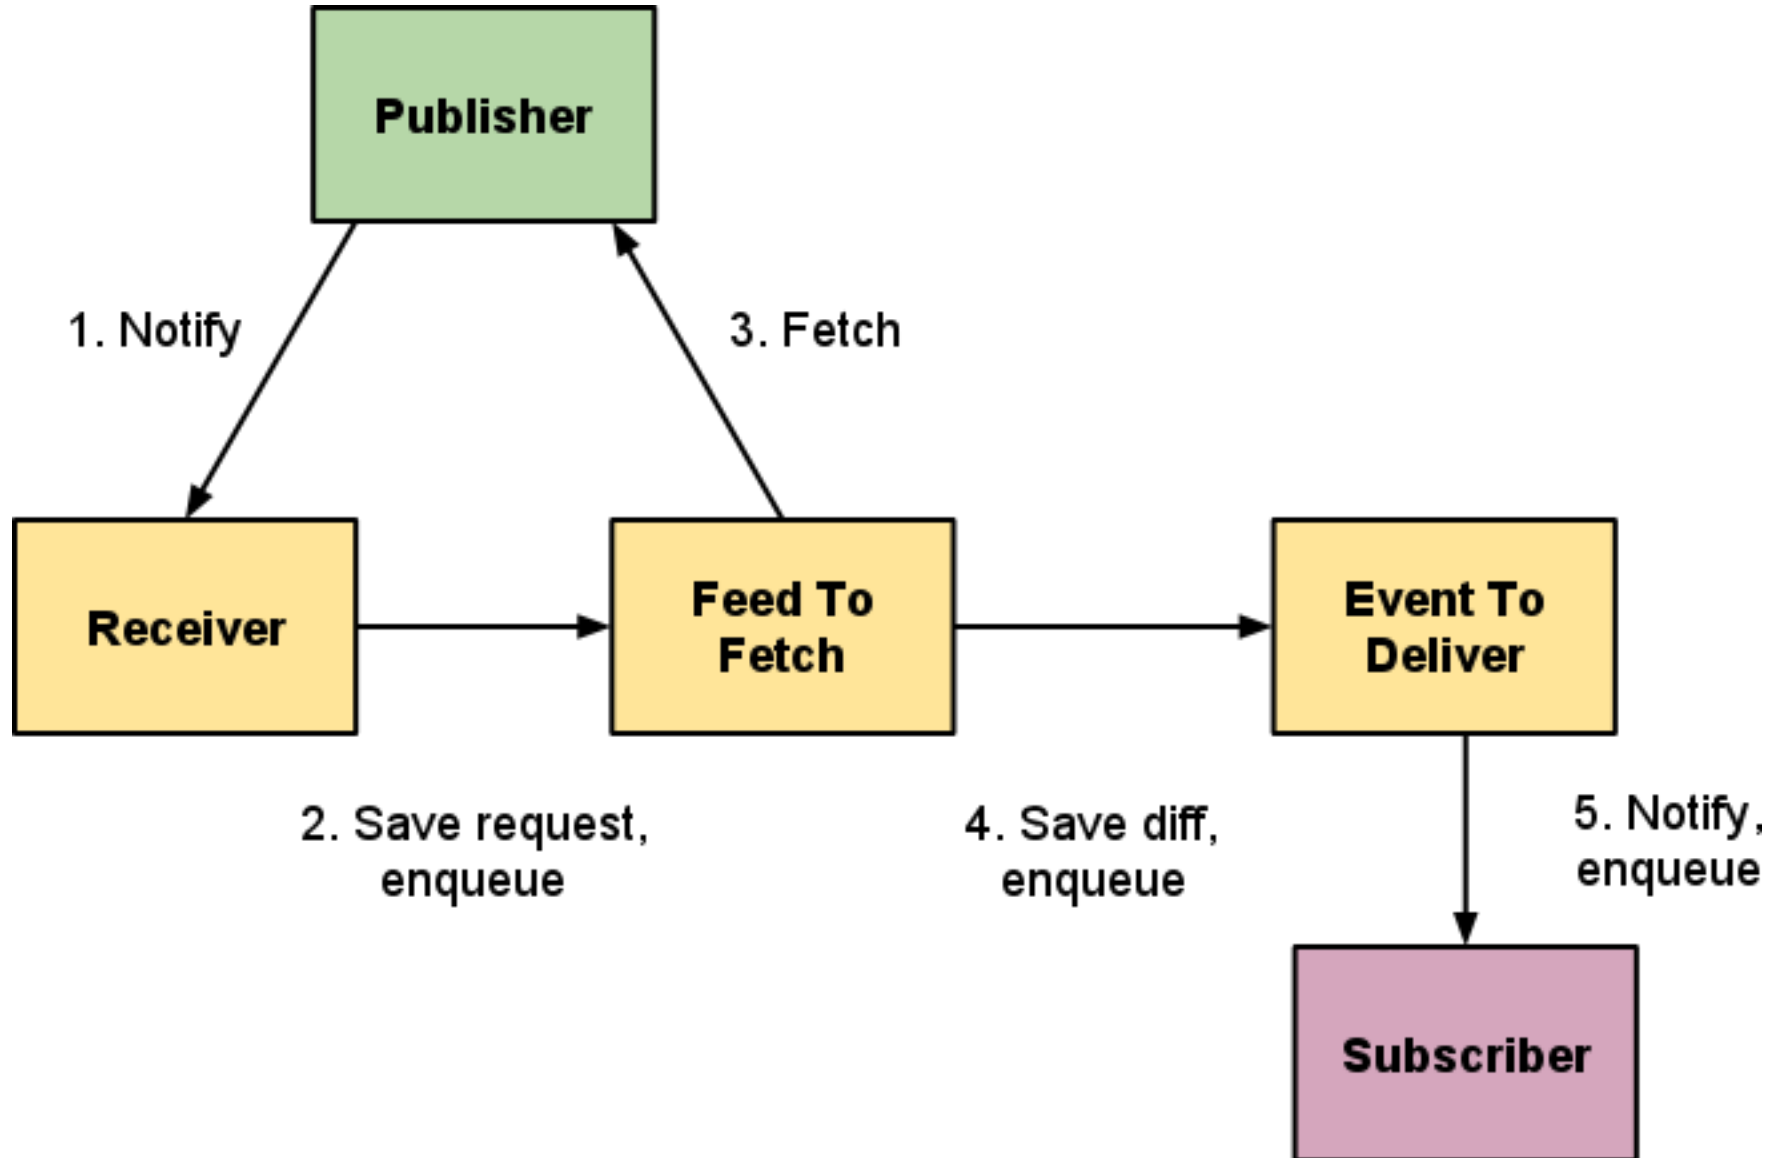 Publisher
1. Notify
3. Fetch
Receiver
Feed To
Fetch
Event To
Deliver
2. Save request,
enqueue
4. Save diff,
enqueue
5. Notify,
enqueue
Subscriber